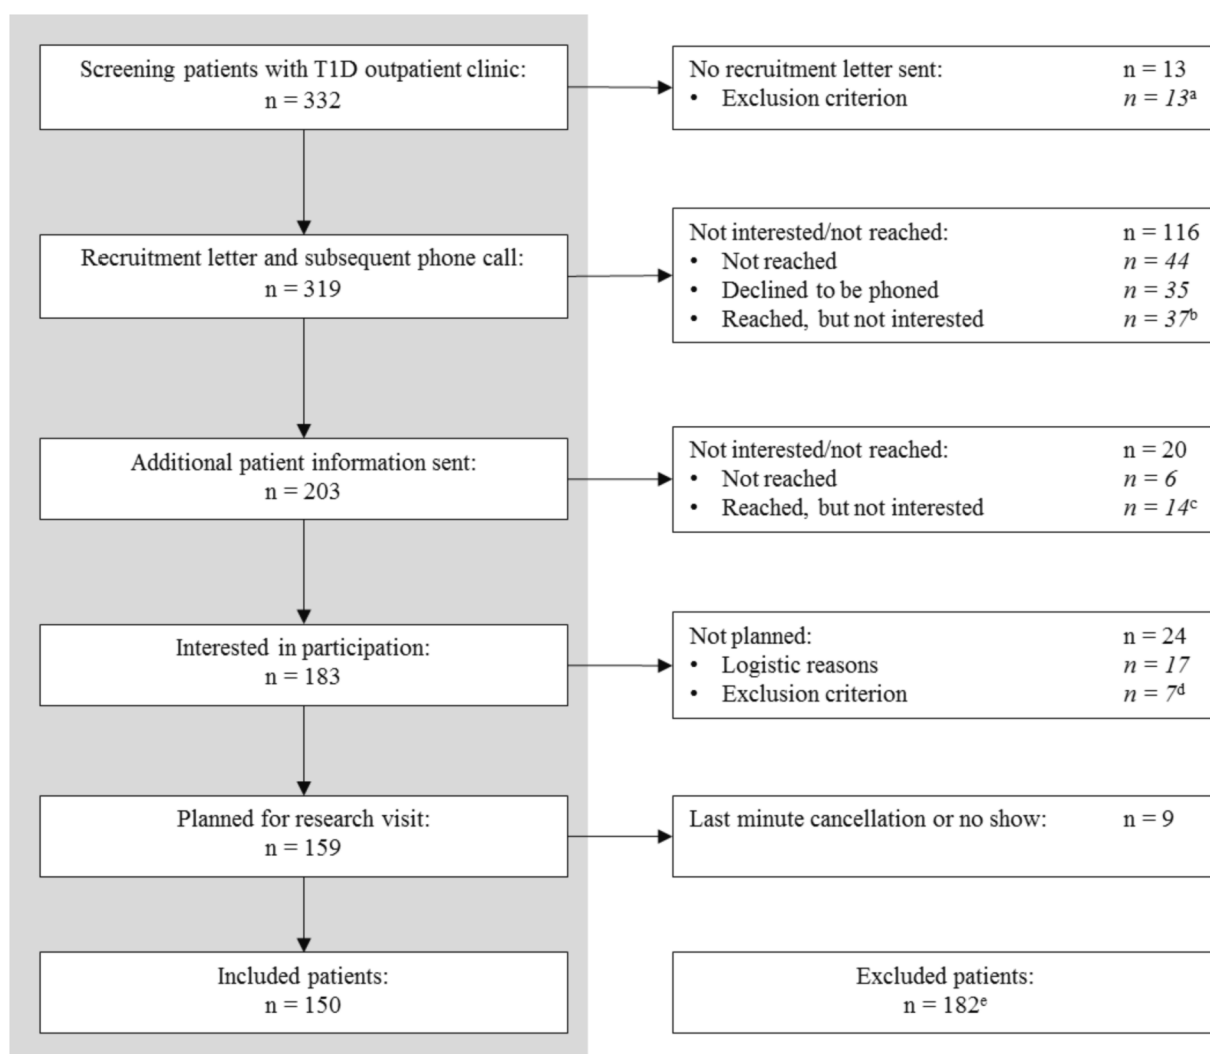 Screening patients with T1D outpatient clinic:
n = 332
No recruitment letter sent: n = 13
• Exclusion criterion n = 13ᵃ
Recruitment letter and subsequent phone call:
n = 319
Not interested/not reached: n = 116
• Not reached n = 44
• Declined to be phoned n = 35
• Reached, but not interested n = 37ᵇ
Additional patient information sent:
n = 203
Not interested/not reached: n = 20
• Not reached n = 6
• Reached, but not interested n = 14ᶜ
Interested in participation:
n = 183
Not planned: n = 24
• Logistic reasons n = 17
• Exclusion criterion n = 7ᵈ
Planned for research visit:
n = 159
Last minute cancellation or no show: n = 9
Included patients:
n = 150
Excluded patients:
n = 182ᵉ